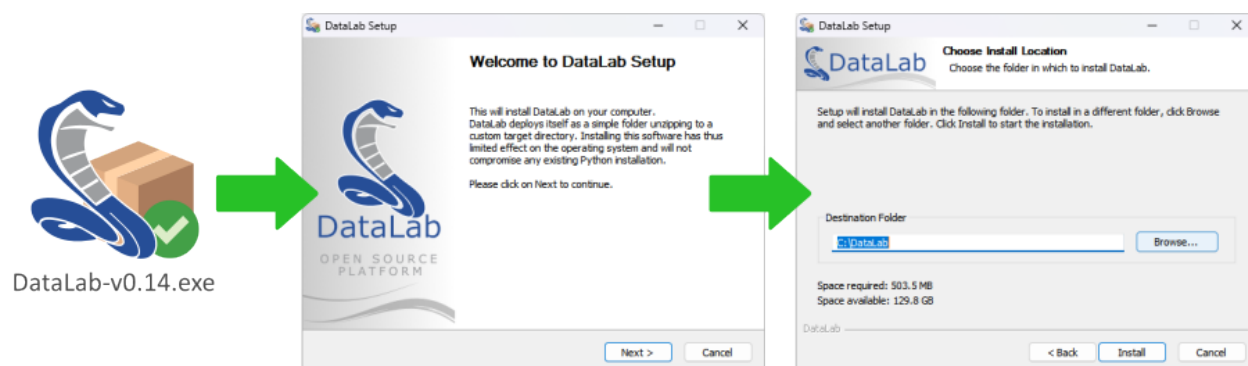 DataLab-v0.14.exe
DataLab Setup
Welcome to DataLab Setup
This will install DataLab on your computer.
DataLab deploys itself as a simple folder unzipping to a
custom target directory. Installing this software has thus
limited effect on the operating system and will not
compromise any existing Python installation.
Please click on Next to continue.
DataLab
OPEN SOURCE
PLATFORM
Next >
Cancel
DataLab Setup
DataLab
Choose Install Location
Choose the folder in which to install DataLab.
Setup will install DataLab in the following folder. To install in a different folder, click Browse
and select another folder. Click Install to start the installation.
Destination Folder
C:\DataLab
Browse...
Space required: 503.5 MB
Space available: 129.8 GB
DataLab
< Back
Install
Cancel